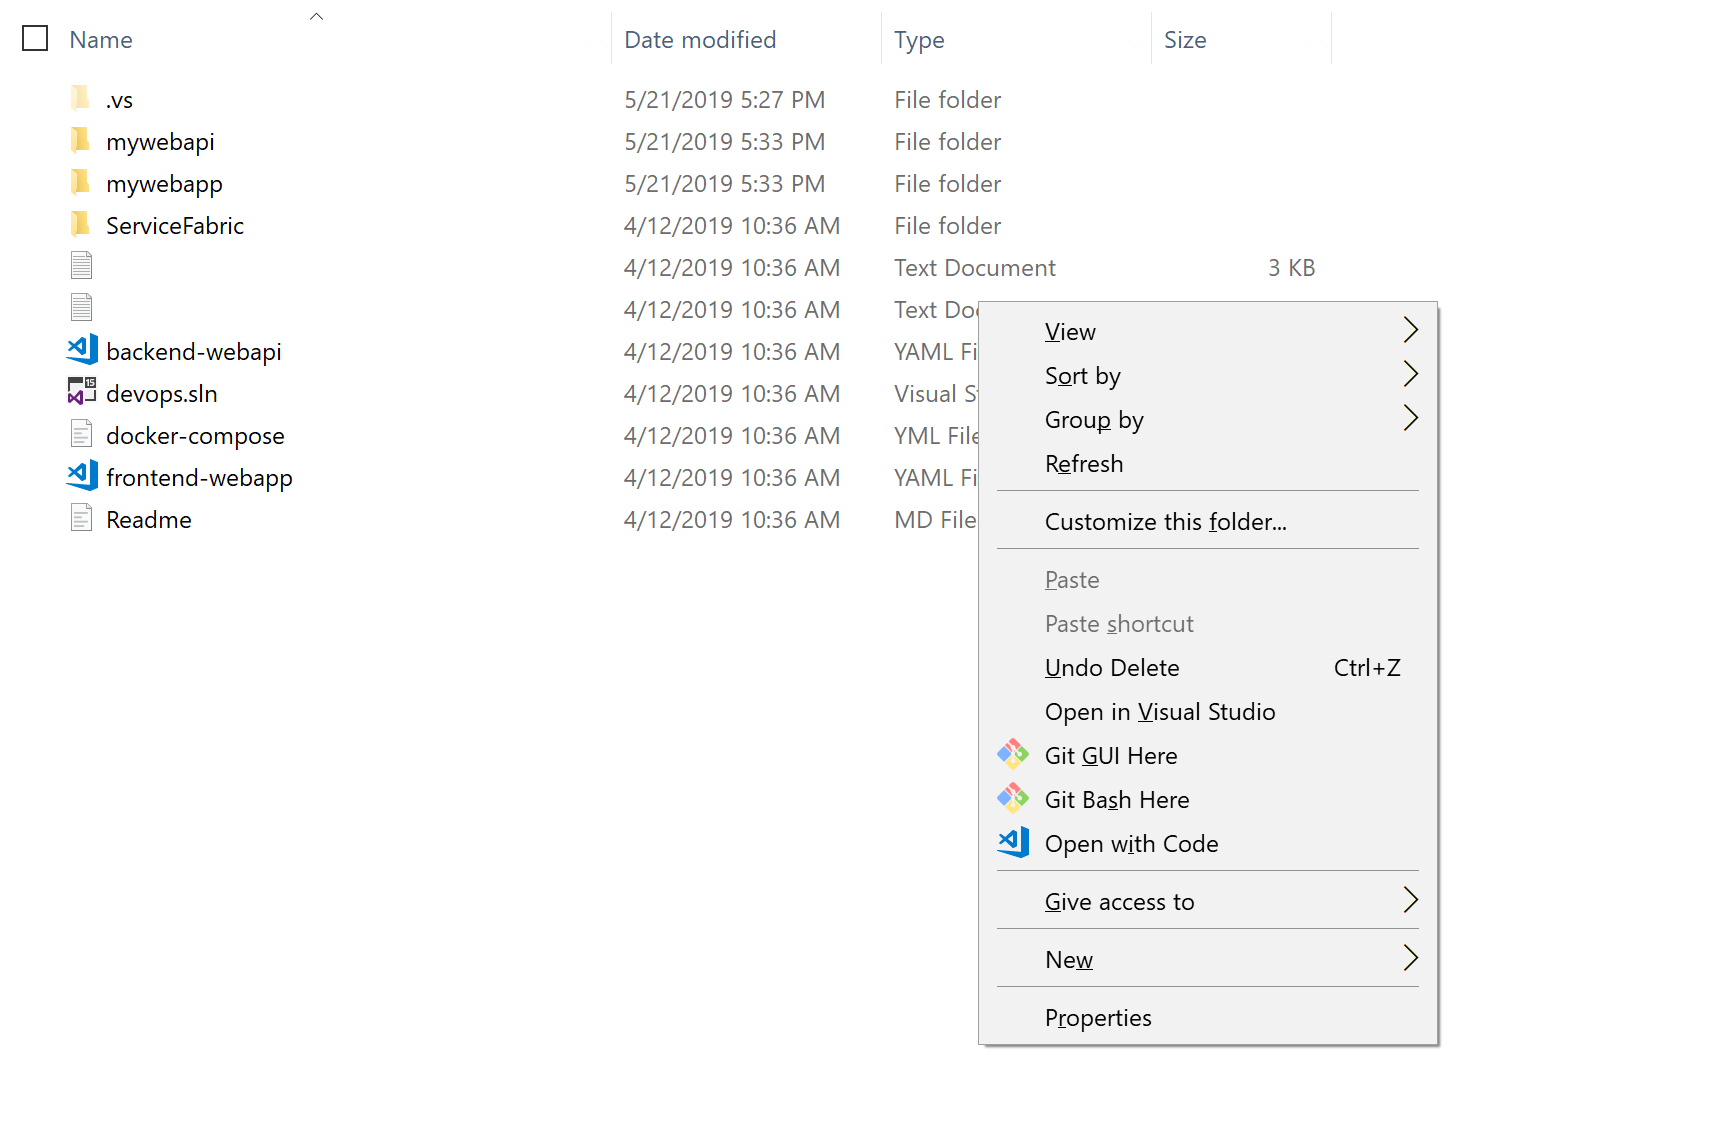 Name Date modified Type Size
.vs 5/21/2019 5:27 PM File folder
mywebapi 5/21/2019 5:33 PM File folder
mywebapp 5/21/2019 5:33 PM File folder
ServiceFabric 4/12/2019 10:36 AM File folder
4/12/2019 10:36 AM Text Document 3 KB
4/12/2019 10:36 AM Text
backend-webapi 4/12/2019 10:36 AM YAML
devops.sln 4/12/2019 10:36 AM Visual
15
docker-compose 4/12/2019 10:36 AM YML File
frontend-webapp 4/12/2019 10:36 AM YAML
Readme 4/12/2019 10:36 AM MD File
View
Sort by
Group by
Refresh
Customize this folder...
Paste
Paste shortcut
Undo Delete Ctrl+Z
Open in Visual Studio
Git GUI Here
Git Bash Here
Open with Code
Give access to
New
Properties